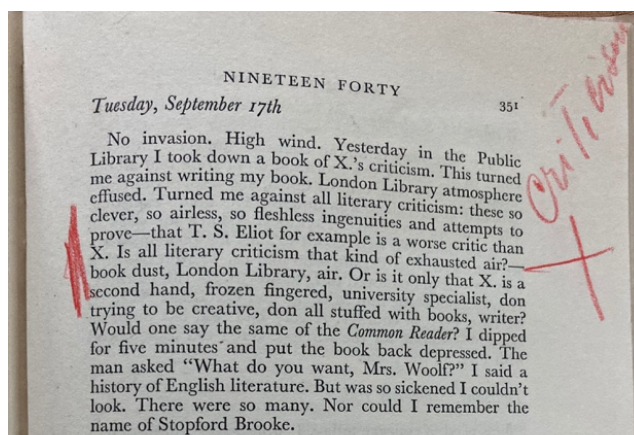 NINETEEN FORTY
Tuesday, September 17th 351
No invasion. High wind. Yesterday in the Public
Library I took down a book of X.'s criticism. This turned
me against writing my book. London Library atmosphere
effused. Turned me against all literary criticism: these so
clever, so airless, so fleshless ingenuities and attempts to
prove—that T. S. Eliot for example is a worse critic than
X. Is all literary criticism that kind of exhausted air?—
book dust, London Library, air. Or is it only that X. is a
second hand, frozen fingered, university specialist, don
trying to be creative, don all stuffed with books, writer?
Would one say the same of the Common Reader? I dipped
for five minutes and put the book back depressed. The
man asked "What do you want, Mrs. Woolf?" I said a
history of English literature. But was so sickened I couldn't
look. There were so many. Nor could I remember the
name of Stopford Brooke.
Criticism